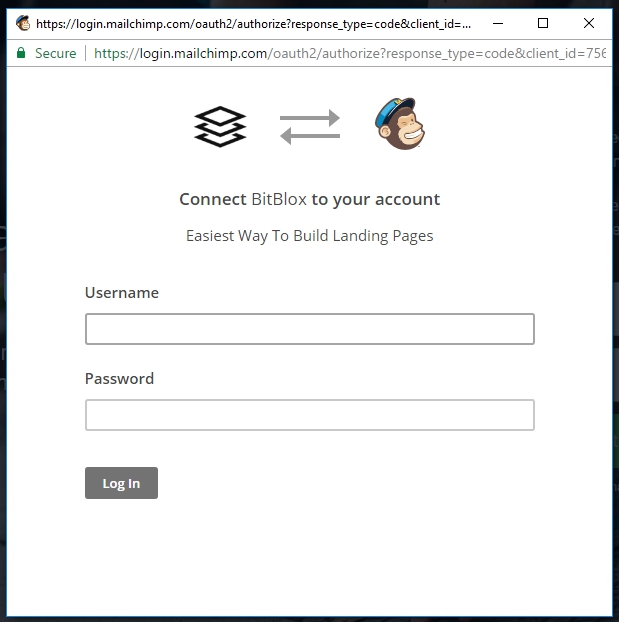 https://login.mailchimp.com/oauth2/authorize?response_type=code&client_id=...
Secure https://login.mailchimp.com/oauth2/authorize?response_type=code&client_id=756
Connect BitBlox to your account
Easiest Way To Build Landing Pages
Username
Password
Log In